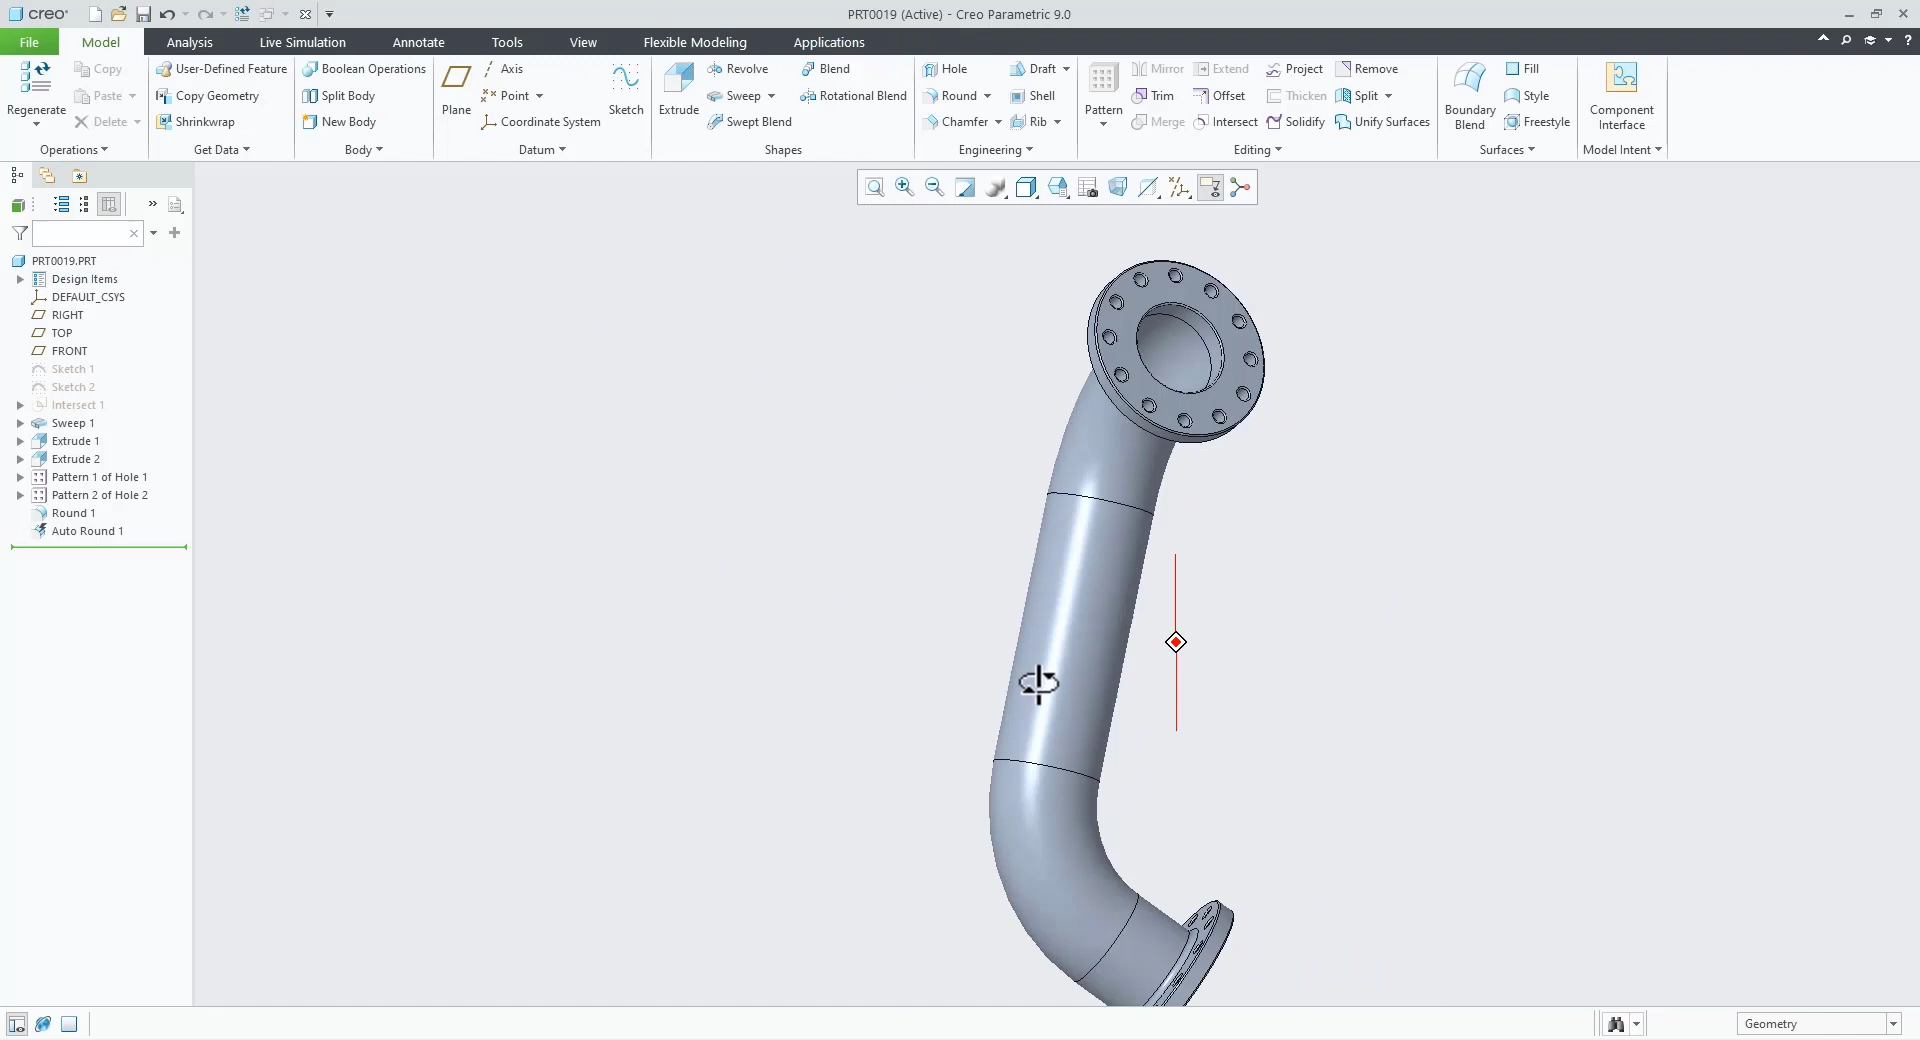 creo® PRT0019 (Active) - Creo Parametric 9.0
File Model Analysis Live Simulation Annotate Tools View Flexible Modeling Applications ?
Regenerate
Copy
Paste
Delete
Operations
User-Defined Feature
Copy Geometry
Shrinkwrap
Get Data
Boolean Operations
Split Body
New Body
Body
Plane
Axis
Point
Coordinate System
Sketch
Datum
Extrude
Revolve
Sweep
Swept Blend
Blend
Rotational Blend
Shapes
Hole
Round
Chamfer
Draft
Shell
Rib
Engineering
Pattern
Mirror
Trim
Merge
Extend
Offset
Intersect
Project
Thicken
Solidify
Remove
Split
Unify Surfaces
Editing
Boundary
Blend
Fill
Style
Freestyle
Surfaces
Component
Interface
Model Intent
PRT0019.PRT
Design Items
DEFAULT_CSYS
RIGHT
TOP
FRONT
Sketch 1
Sketch 2
Intersect 1
Sweep 1
Extrude 1
Extrude 2
Pattern 1 of Hole 1
Pattern 2 of Hole 2
Round 1
Auto Round 1
Geometry